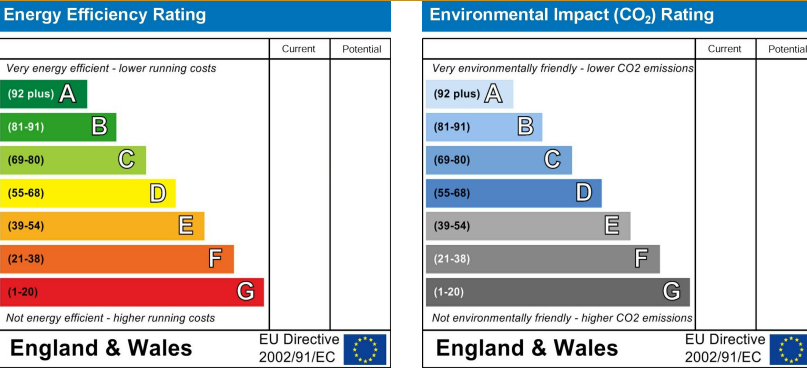 Energy Efficiency Rating
Current Potential
Very energy efficient - lower running costs
(92 plus) A
(81-91) B
(69-80) C
(55-68) D
(39-54) E
(21-38) F
(1-20) G
Not energy efficient - higher running costs
England & Wales
EU Directive
2002/91/EC
Environmental Impact (CO₂) Rating
Current Potential
Very environmentally friendly - lower CO2 emissions
(92 plus) A
(81-91) B
(69-80) C
(55-68) D
(39-54) E
(21-38) F
(1-20) G
Not environmentally friendly - higher CO2 emissions
England & Wales
EU Directive
2002/91/EC